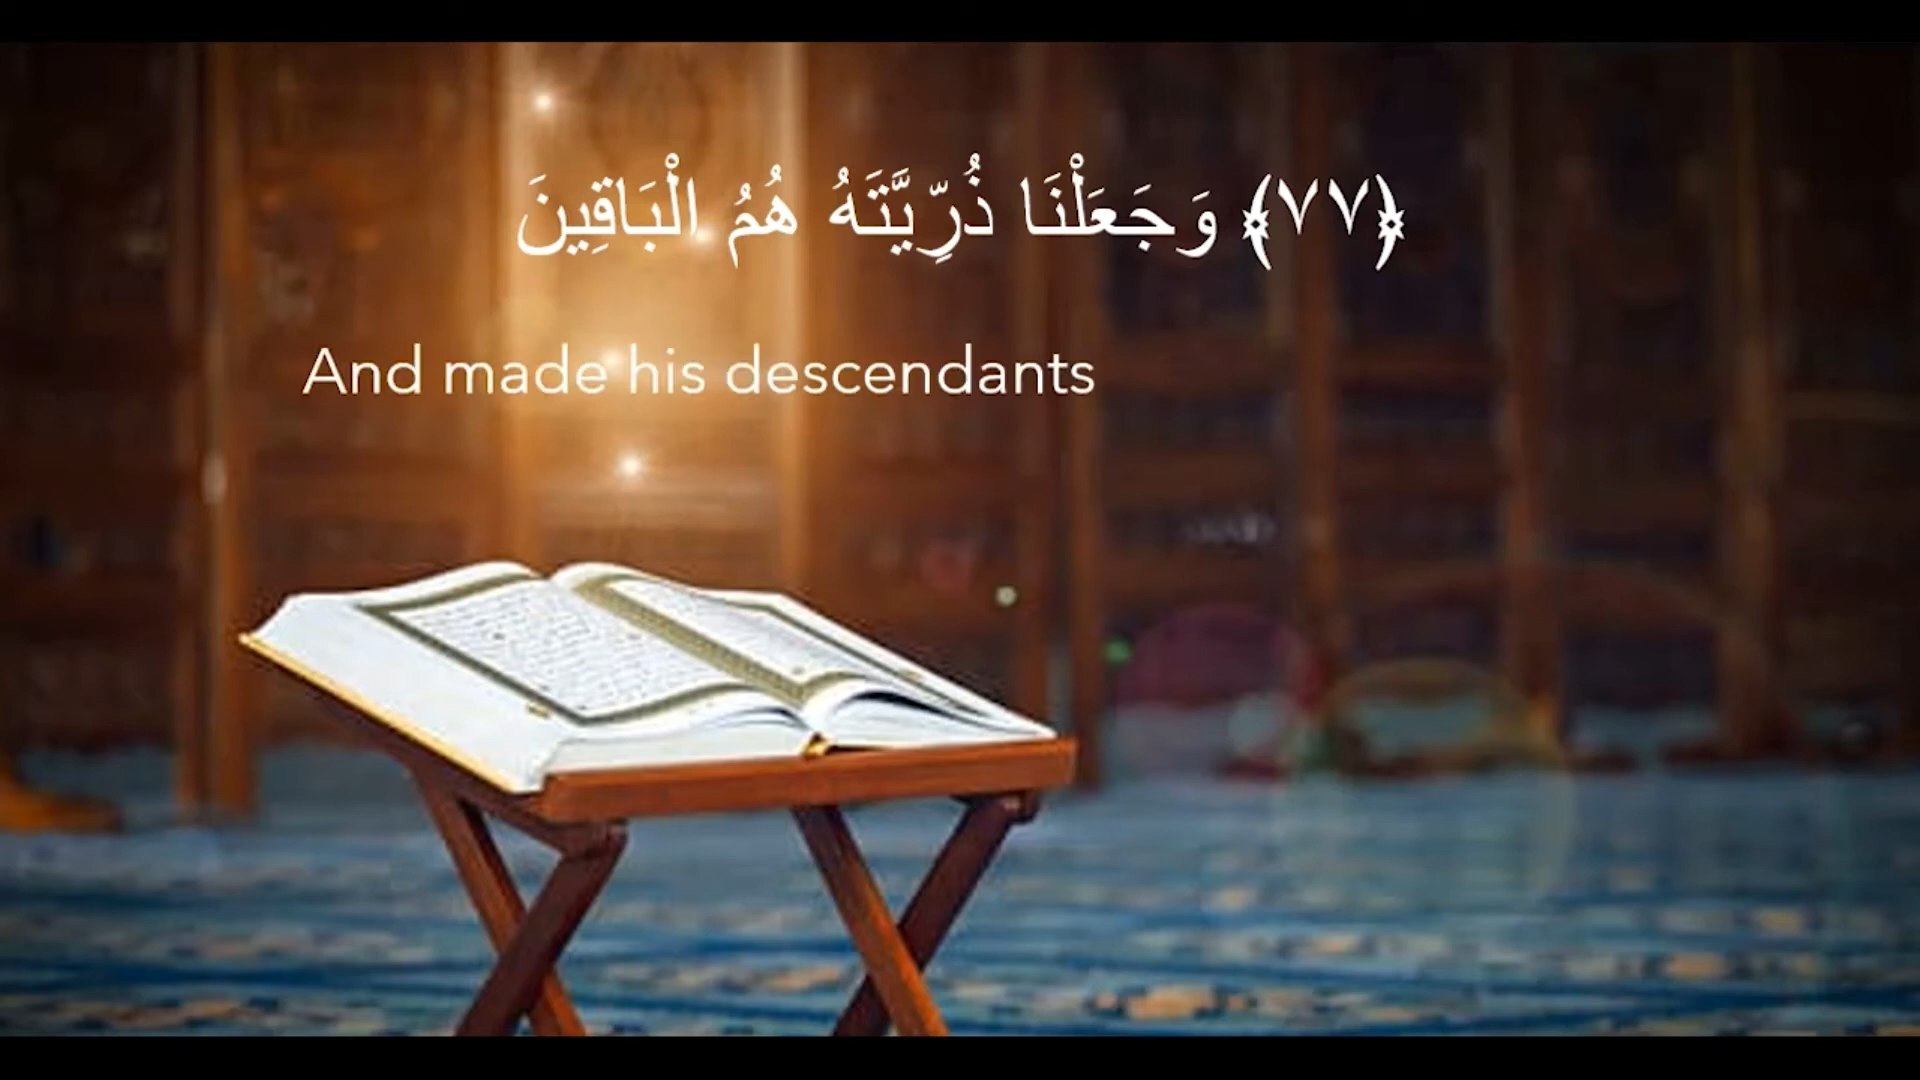 ﴿٧٧﴾ وَجَعَلْنَا ذُرِّيَّتَهُ هُمُ الْبَاقِينَ
And made his descendants